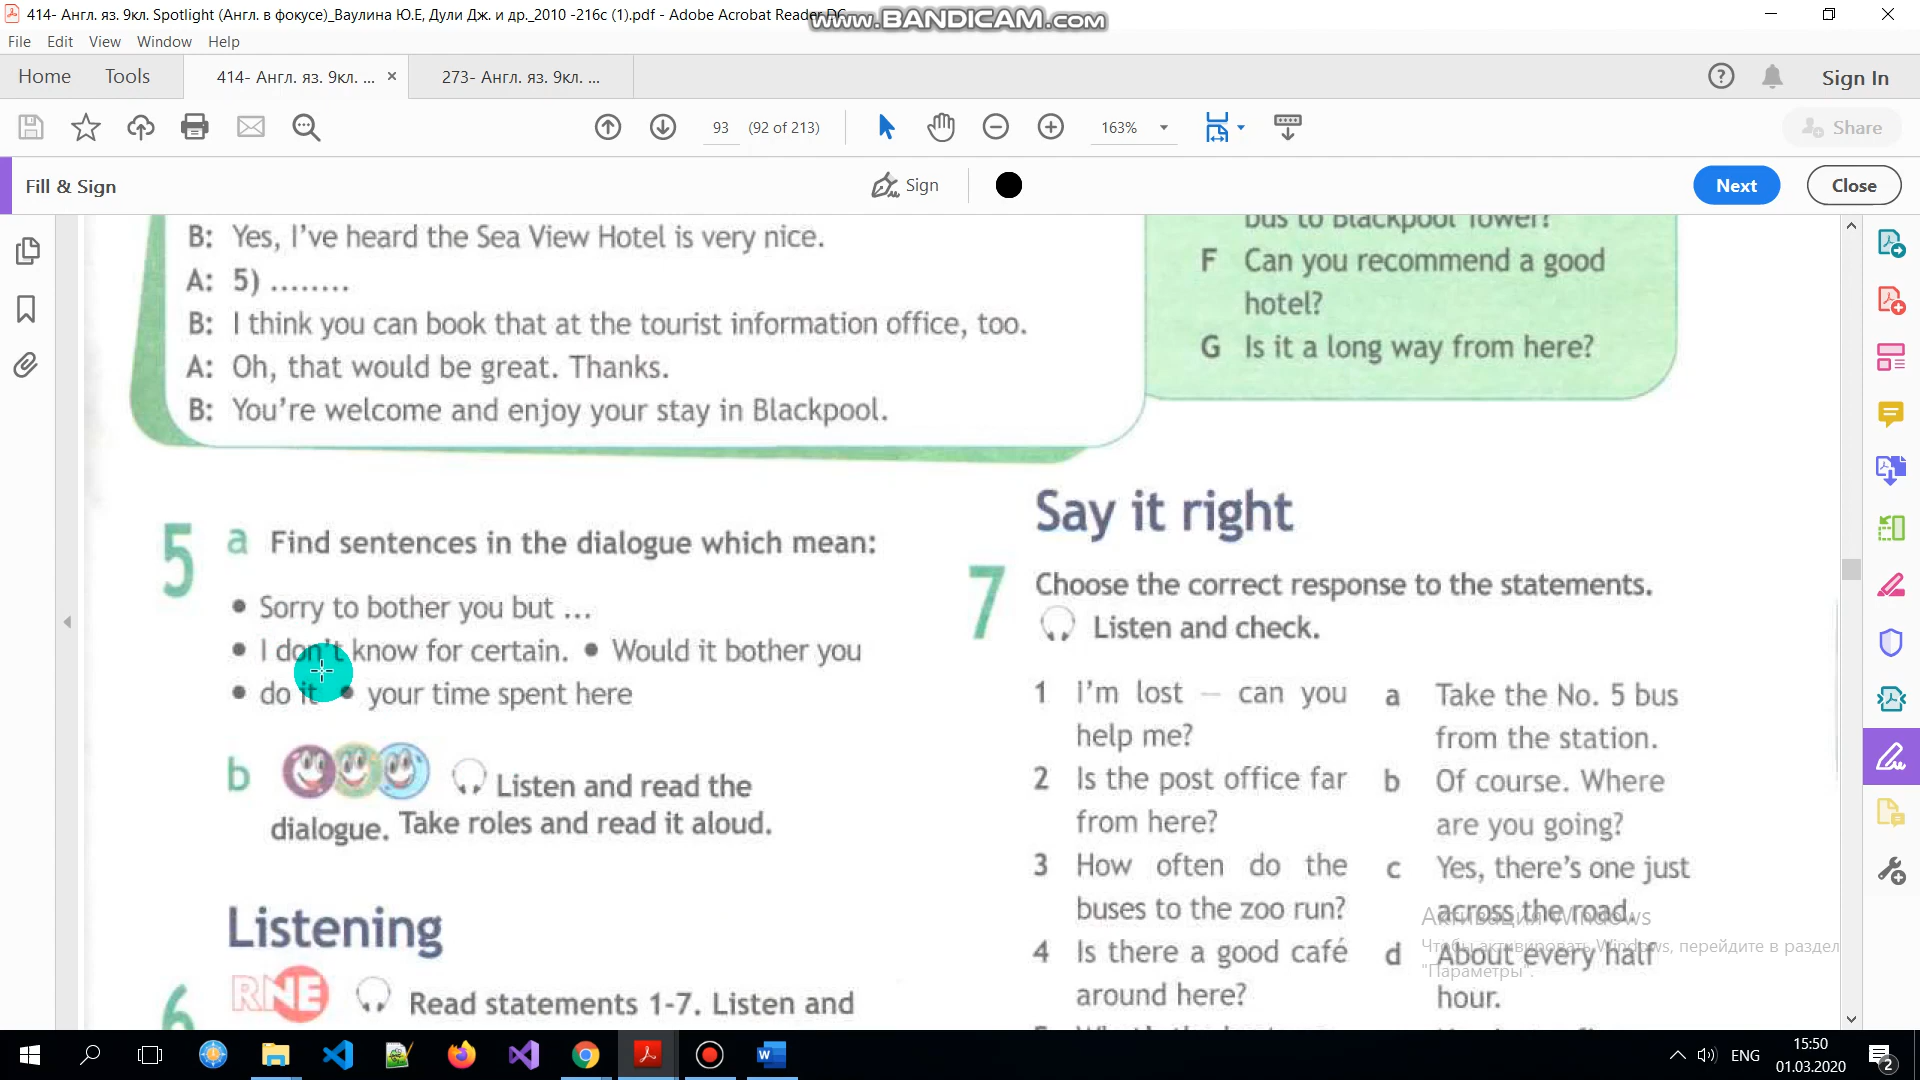 414- Англ. яз. 9кл. Spotlight (Англ. в фокусе)_Ваулина Ю.Е, Дули Дж. и др._2010 -216с (1).pdf - Adobe Acrobat Reader DC
www.BANDICAM.com
File Edit View Window Help
Home Tools 414- Англ. яз. 9кл. ... × 273- Англ. яз. 9кл. ... Sign In
93 (92 of 213) 163% Share
Fill & Sign Sign Next Close
B: Yes, I've heard the Sea View Hotel is very nice.
A: 5) ........
B: I think you can book that at the tourist information office, too.
A: Oh, that would be great. Thanks.
B: You're welcome and enjoy your stay in Blackpool.
bus to Blackpool Tower?
F Can you recommend a good
hotel?
G Is it a long way from here?
5 a Find sentences in the dialogue which mean:
• Sorry to bother you but ...
• I don't know for certain. • Would it bother you
• do it • your time spent here
b Listen and read the
dialogue. Take roles and read it aloud.
Listening
6 RNE Read statements 1-7. Listen and
Say it right
7 Choose the correct response to the statements.
Listen and check.
1 I'm lost – can you
help me?
2 Is the post office far
from here?
3 How often do the
buses to the zoo run?
4 Is there a good café
around here?
a Take the No. 5 bus
from the station.
b Of course. Where
are you going?
c Yes, there's one just
across the road.
d About every half
hour.
Активация Windows
Чтобы активировать Windows, перейдите в раздел
"Параметры".
ENG
15:50
01.03.2020
2